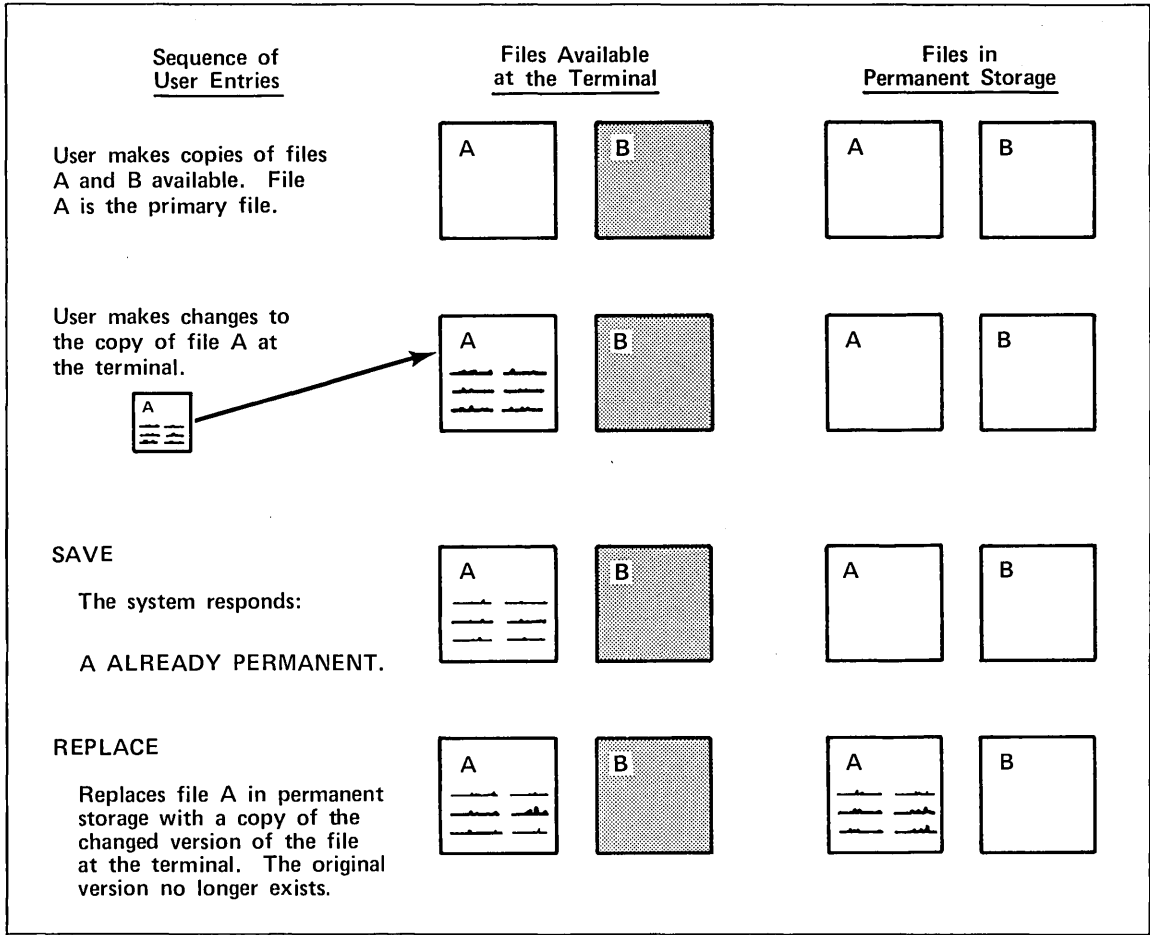 Sequence of
User Entries
Files Available
at the Terminal
Files in
Permanent Storage
User makes copies of files
A and B available. File
A is the primary file.
A
B
A
B
User makes changes to
the copy of file A at
the terminal.
A
A
B
A
B
SAVE
The system responds:
A ALREADY PERMANENT.
A
B
A
B
REPLACE
Replaces file A in permanent
storage with a copy of the
changed version of the file
at the terminal. The original
version no longer exists.
A
B
A
B